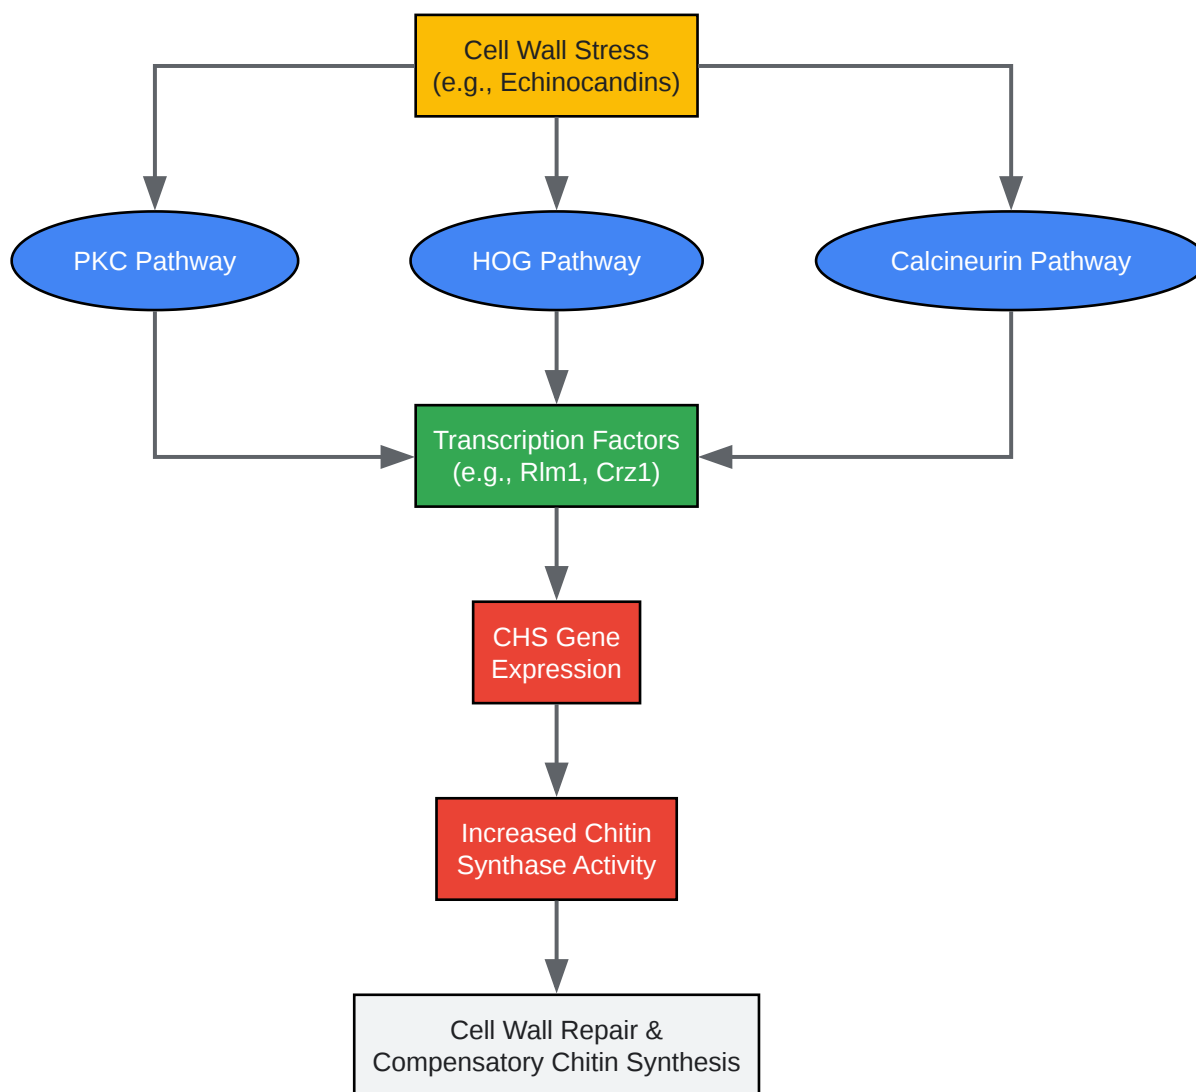 Cell Wall Stress
(e.g., Echinocandins)
PKC Pathway
HOG Pathway
Calcineurin Pathway
Transcription Factors
(e.g., Rlm1, Crz1)
CHS Gene
Expression
Increased Chitin
Synthase Activity
Cell Wall Repair &
Compensatory Chitin Synthesis